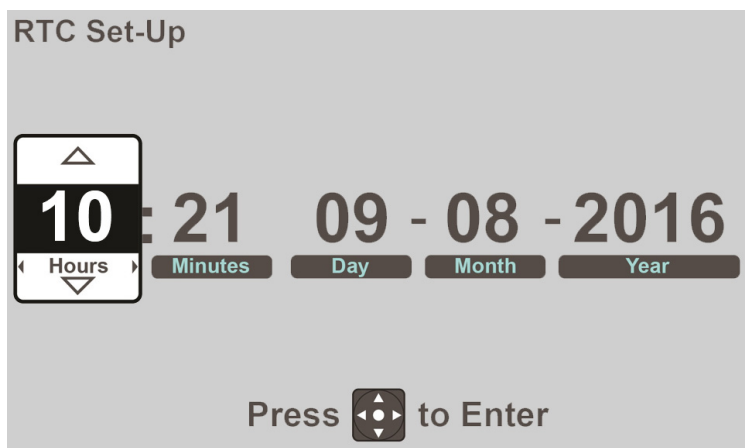 RTC Set-Up
10 : 21 09 - 08 - 2016
Hours Minutes Day Month Year
Press to Enter